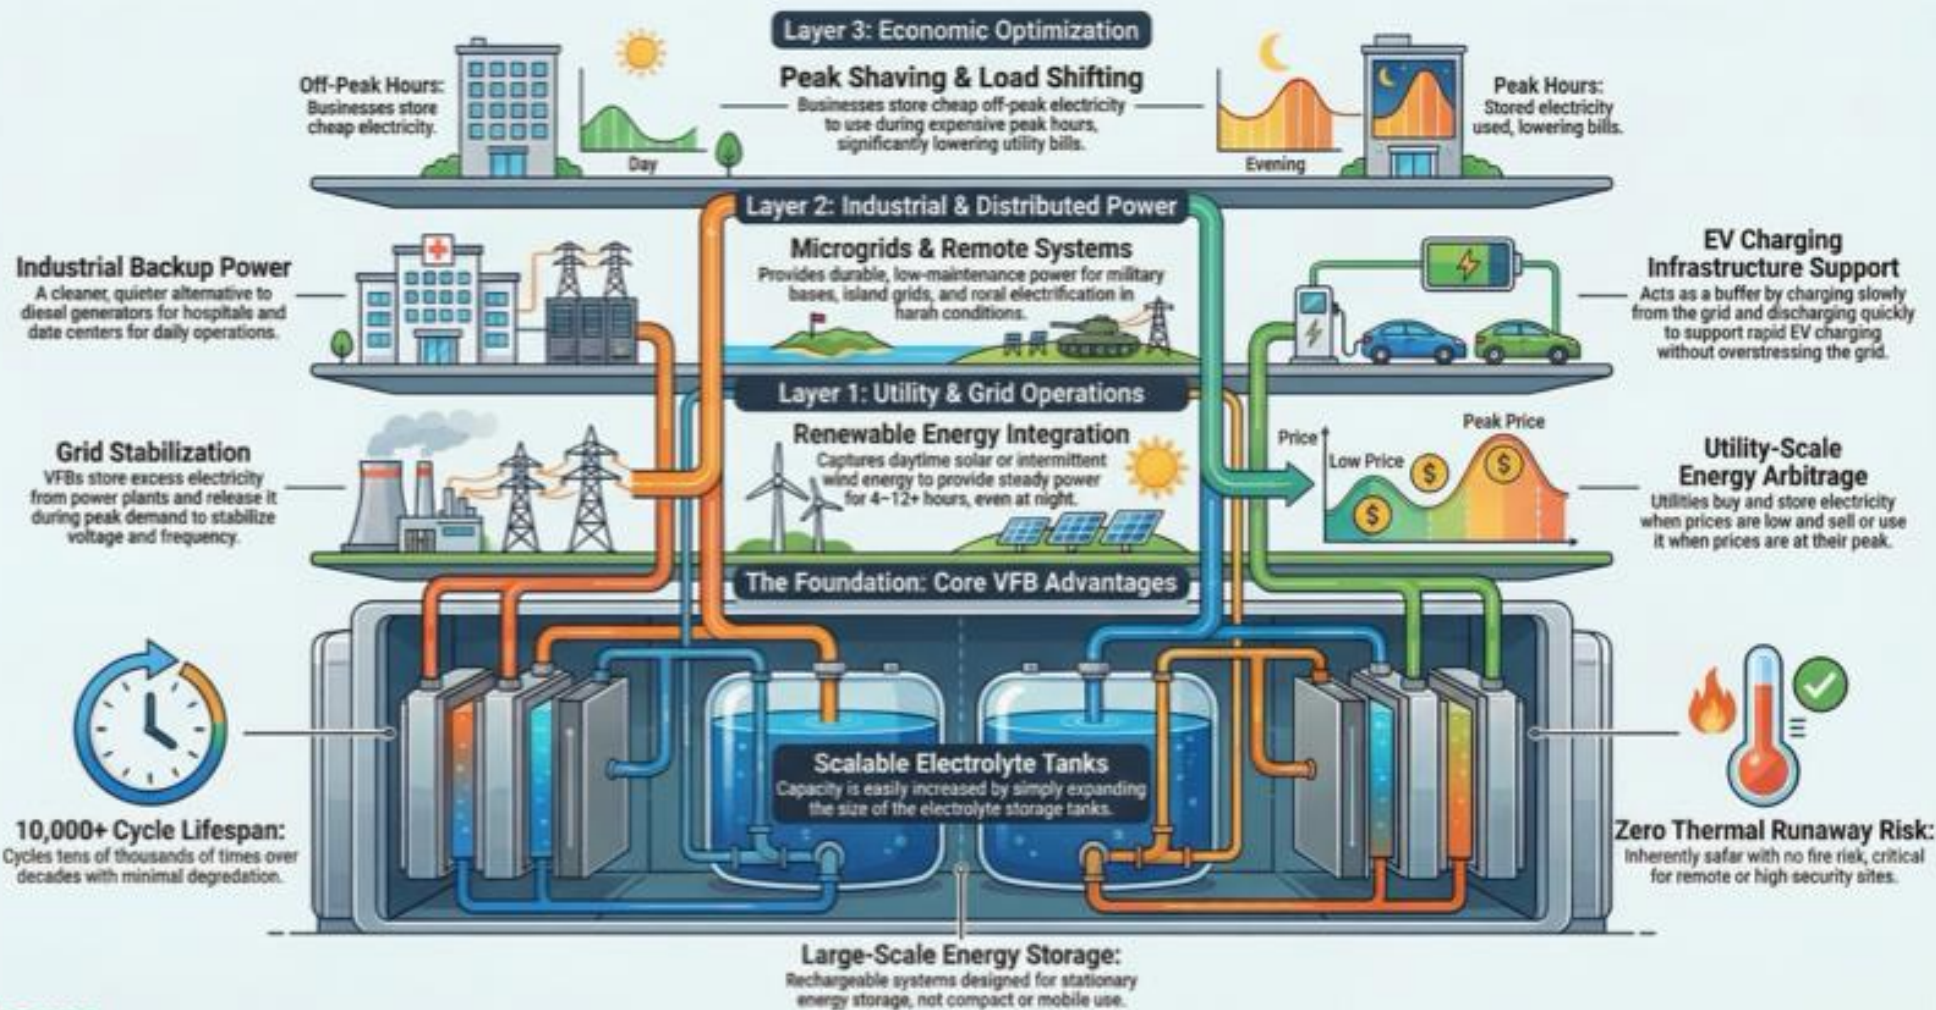 Layer 3: Economic Optimization
Off-Peak Hours:
Businesses store
cheap electricity.
Day
Peak Shaving & Load Shifting
Businesses store cheap off-peak electricity
to use during expensive peak hours,
significantly lowering utility bills.
Evening
Peak Hours:
Stored electricity
used, lowering bills.
Layer 2: Industrial & Distributed Power
Industrial Backup Power
A cleaner, quieter alternative to
diesel generators for hospitals and
date centers for daily operations.
Microgrids & Remote Systems
Provides durable, low-maintenance power for military
bases, island grids, and roral electrification in
harah conditions.
EV Charging
Infrastructure Support
Acts as a buffer by charging slowly
from the grid and discharging quickly
to support rapid EV charging
without overstressing the grid.
Layer 1: Utility & Grid Operations
Grid Stabilization
VFBs store excess electricity
from power plants and release it
during peak demand to stabilize
voltage and frequency.
Renewable Energy Integration
Captures daytime solar or intermittent
wind energy to provide steady power
for 4–12+ hours, even at night.
Price
Low Price
Peak Price
$
$
$
Utility-Scale
Energy Arbitrage
Utilities buy and store electricity
when prices are low and sell or use
it when prices are at their peak.
The Foundation: Core VFB Advantages
10,000+ Cycle Lifespan:
Cycles tens of thousands of times over
decades with minimal degredation.
Scalable Electrolyte Tanks
Capacity is easily increased by simply expanding
the size of the electrolyte storage tanks.
Zero Thermal Runaway Risk:
Inherently safar with no fire risk, critical
for remote or high security sites.
Large-Scale Energy Storage:
Rechargeable systems designed for stationary
energy storage, not compact or mobile use.